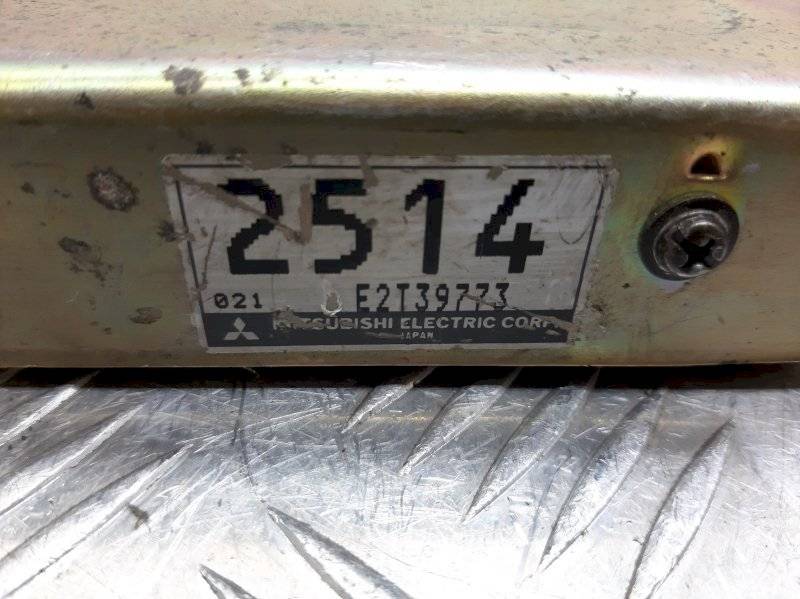 2514
021 E2T39773
MITSUBISHI ELECTRIC CORP.
JAPAN